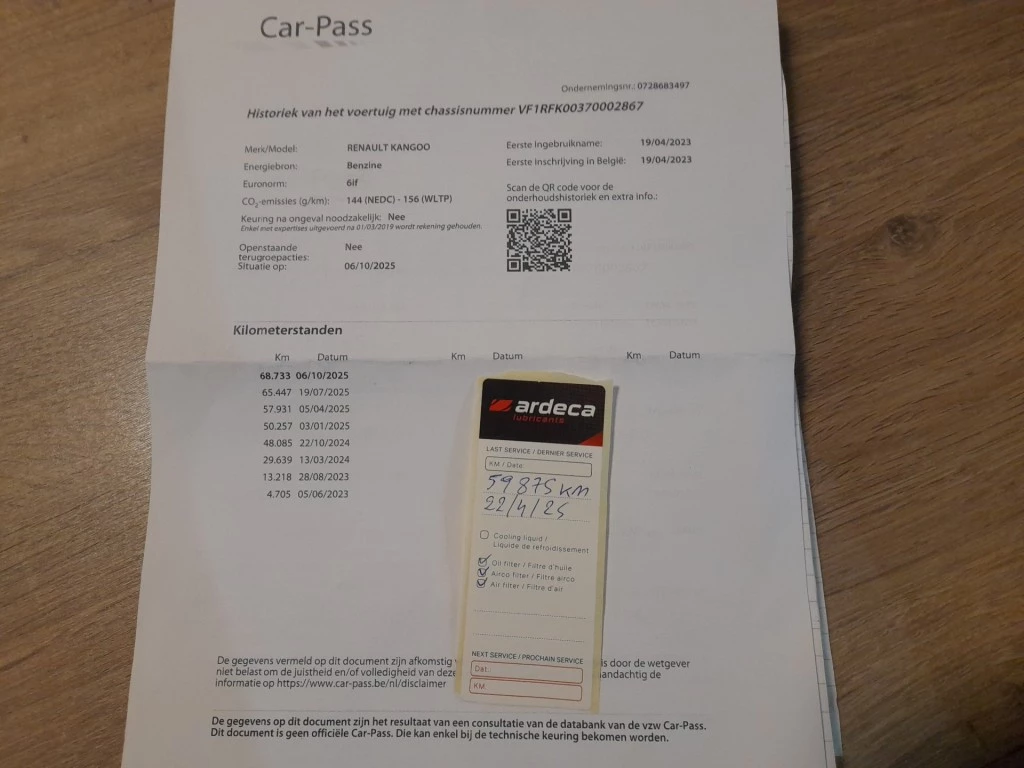 Car-Pass
Ondernemingsnr.: 0728683497
Historiek van het voertuig met chassisnummer VF1RFK00370002867
Merk/Model: RENAULT KANGOO
Energiebron: Benzine
Euronorm: 6if
CO2-emissies (g/km): 144 (NEDC) - 156 (WLTP)
Keuring na ongeval noodzakelijk: Nee
Enkel met expertises uitgevoerd na 01/03/2019 wordt rekening gehouden.
Openstaande Nee
terugroepacties:
Situatie op: 06/10/2025
Eerste ingebruikname: 19/04/2023
Eerste inschrijving in België: 19/04/2023
Scan de QR code voor de
onderhoudshistoriek en extra info.:
Kilometerstanden
Km Datum Km Datum Km Datum
68.733 06/10/2025
65.447 19/07/2025
57.931 05/04/2025
50.257 03/01/2025
48.085 22/10/2024
29.639 13/03/2024
13.218 28/08/2023
4.705 05/06/2023
ardeca
lubricants
LAST SERVICE / DERNIER SERVICE
KM / Date:
59875 KM
22/4/25
Cooling liquid /
Liquide de refroidissement
Oil filter / Filtre d'huile
Airco filter / Filtre airco
Air filter / Filtre d'air
NEXT SERVICE / PROCHAIN SERVICE
Dat.:
KM:
De gegevens vermeld op dit document zijn afkomstig is door de wetgever
niet belast om de juistheid en/of volledigheid van deze andachtig de
informatie op https://www.car-pass.be/nl/disclaimer
De gegevens op dit document zijn het resultaat van een consultatie van de databank van de vzw Car-Pass.
Dit document is geen officiële Car-Pass. Die kan enkel bij de technische keuring bekomen worden.